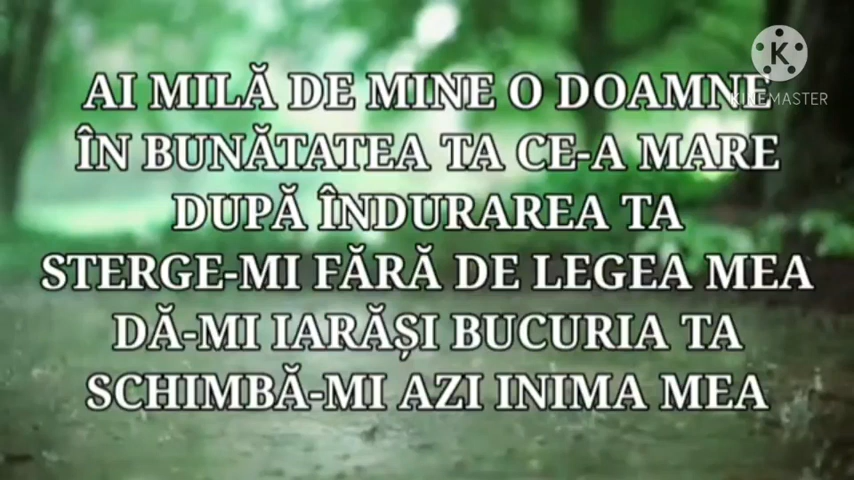 AI MILĂ DE MINE O DOAMNE
ÎN BUNĂTATEA TA CE-A MARE
DUPĂ ÎNDURAREA TA
STERGE-MI FĂRĂ DE LEGEA MEA
DĂ-MI IARĂȘI BUCURIA TA
SCHIMBĂ-MI AZI INIMA MEA
K
KINEMASTER